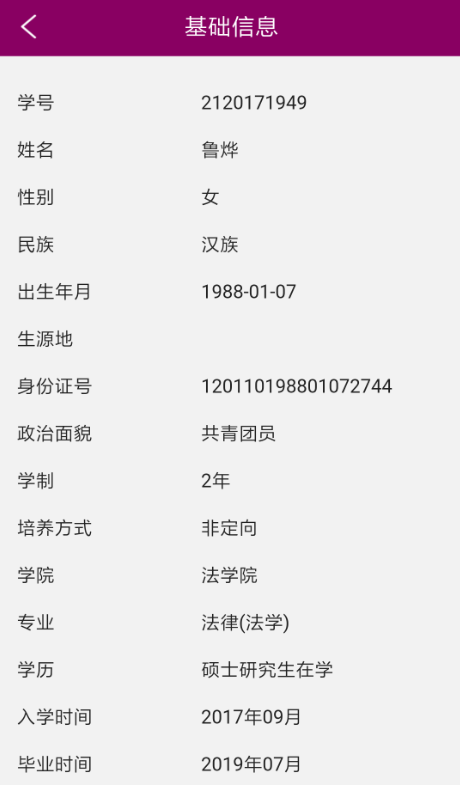 基础信息
学号 2120171949
姓名 鲁烨
性别 女
民族 汉族
出生年月 1988-01-07
生源地
身份证号 120110198801072744
政治面貌 共青团员
学制 2年
培养方式 非定向
学院 法学院
专业 法律(法学)
学历 硕士研究生在学
入学时间 2017年09月
毕业时间 2019年07月